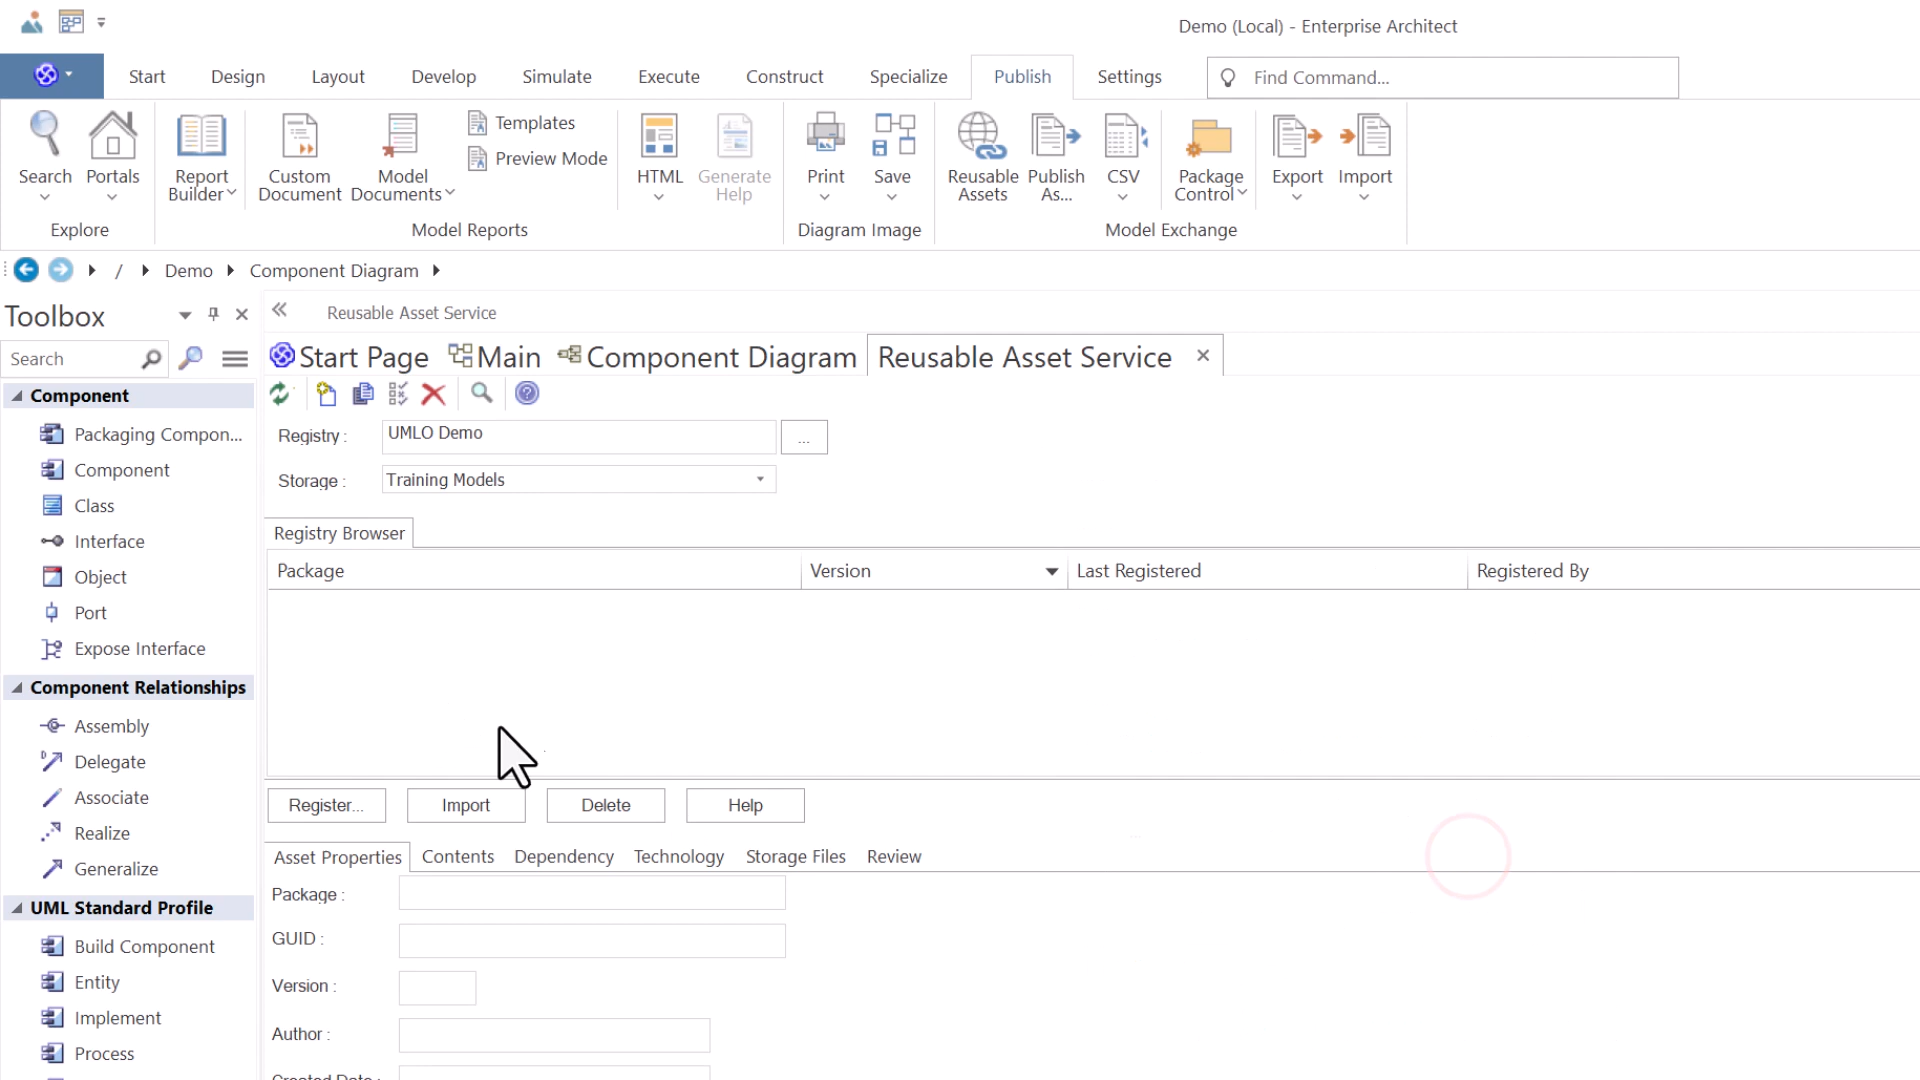 Demo (Local) - Enterprise Architect
Start Design Layout Develop Simulate Execute Construct Specialize Publish Settings Find Command...
Search Portals Report Builder Custom Document Model Documents Templates Preview Mode HTML Generate Help Print Save Reusable Assets Publish As... CSV Package Control Export Import
Explore Model Reports Diagram Image Model Exchange
/ Demo Component Diagram
Toolbox
Search
Component
Packaging Compon...
Component
Class
Interface
Object
Port
Expose Interface
Component Relationships
Assembly
Delegate
Associate
Realize
Generalize
UML Standard Profile
Build Component
Entity
Implement
Process
Reusable Asset Service
Start Page Main Component Diagram Reusable Asset Service
Registry : UMLO Demo ...
Storage : Training Models
Registry Browser
Package Version Last Registered Registered By
Register... Import Delete Help
Asset Properties Contents Dependency Technology Storage Files Review
Package :
GUID :
Version :
Author :
Created Date :